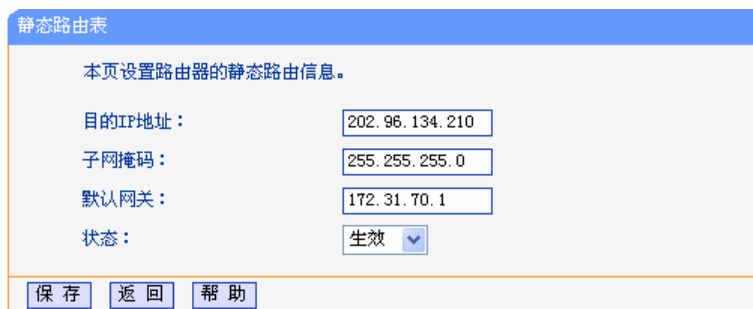 静态路由表
本页设置路由器的静态路由信息。
目的IP地址： 202.96.134.210
子网掩码： 255.255.255.0
默认网关： 172.31.70.1
状态： 生效
保 存 返 回 帮 助